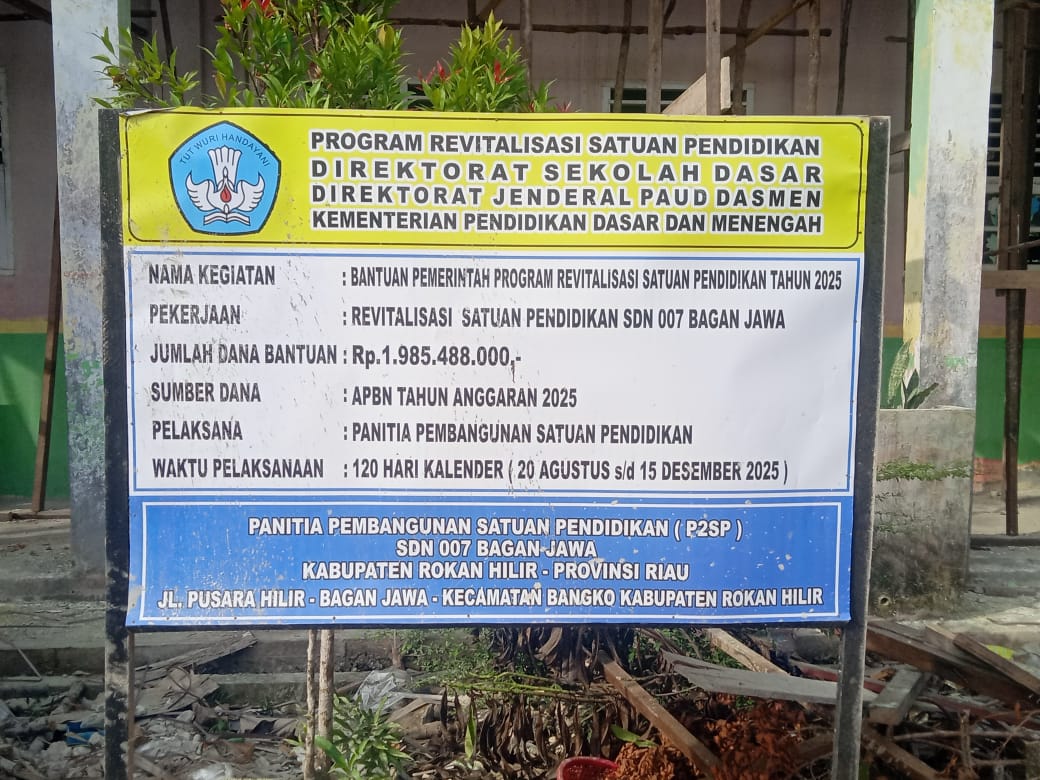 TUT WURI HANDAYANI
PROGRAM REVITALISASI SATUAN PENDIDIKAN
DIREKTORAT SEKOLAH DASAR
DIREKTORAT JENDERAL PAUD DASMEN
KEMENTERIAN PENDIDIKAN DASAR DAN MENENGAH
NAMA KEGIATAN : BANTUAN PEMERINTAH PROGRAM REVITALISASI SATUAN PENDIDIKAN TAHUN 2025
PEKERJAAN : REVITALISASI SATUAN PENDIDIKAN SDN 007 BAGAN JAWA
JUMLAH DANA BANTUAN : Rp.1.985.488.000,-
SUMBER DANA : APBN TAHUN ANGGARAN 2025
PELAKSANA : PANITIA PEMBANGUNAN SATUAN PENDIDIKAN
WAKTU PELAKSANAAN : 120 HARI KALENDER ( 20 AGUSTUS s/d 15 DESEMBER 2025 )
PANITIA PEMBANGUNAN SATUAN PENDIDIKAN ( P2SP )
SDN 007 BAGAN JAWA
KABUPATEN ROKAN HILIR - PROVINSI RIAU
JL. PUSARA HILIR - BAGAN JAWA - KECAMATAN BANGKO KABUPATEN ROKAN HILIR